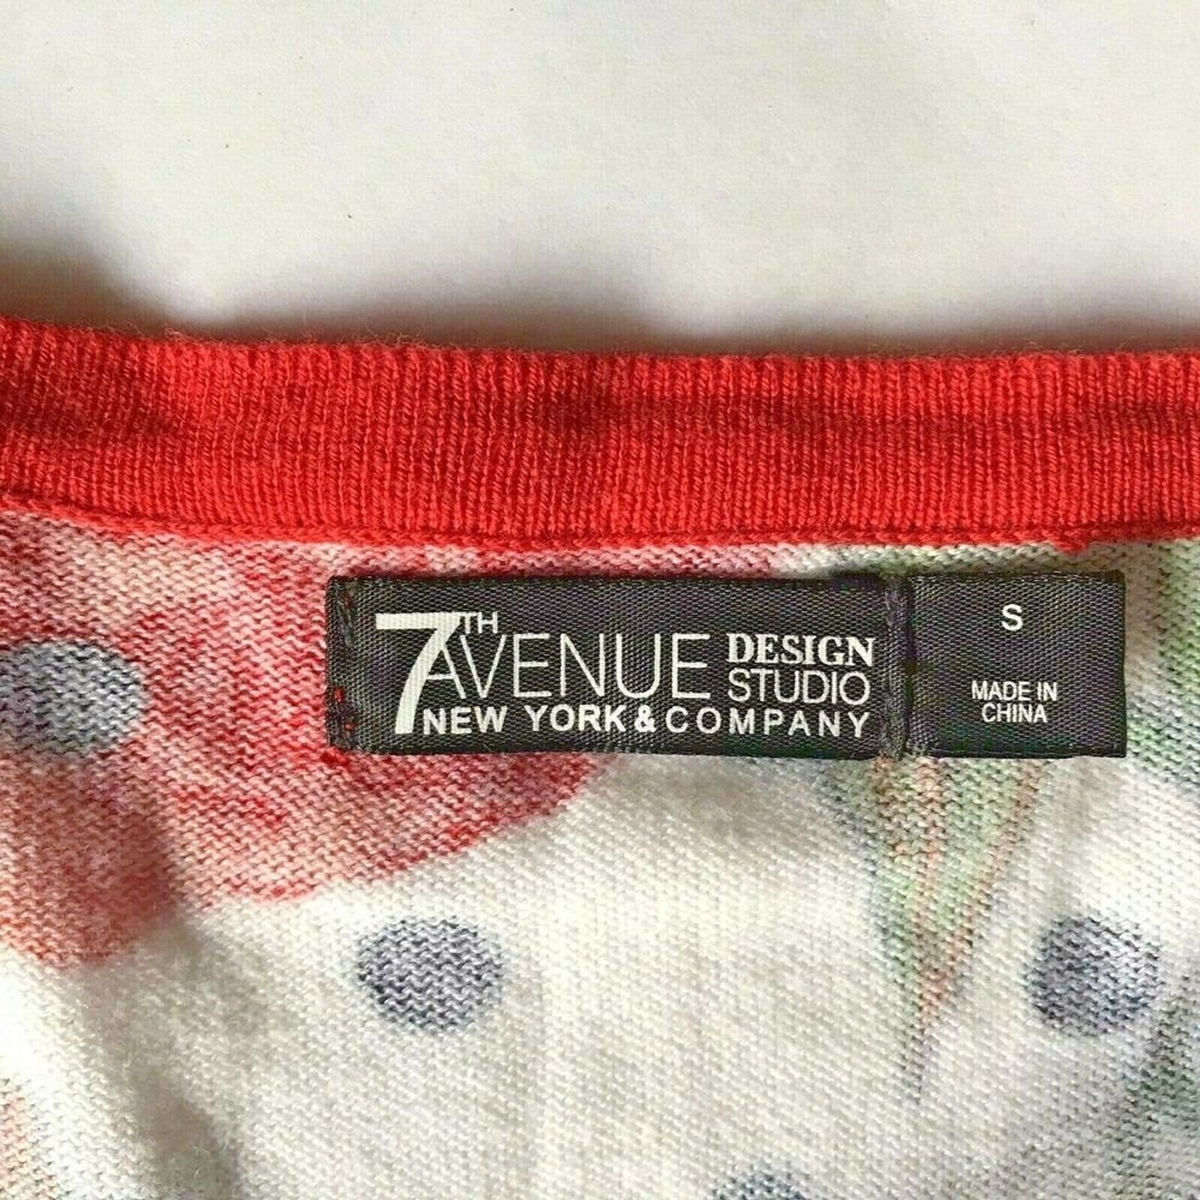 7TH AVENUE DESIGN STUDIO
NEW YORK & COMPANY
S
MADE IN
CHINA